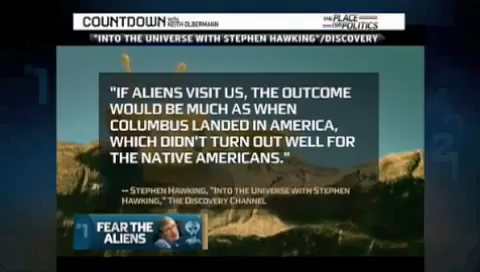 COUNTDOWN WITH KEITH OLBERMANN THE PLACE FOR POLITICS
"INTO THE UNIVERSE WITH STEPHEN HAWKING"/DISCOVERY
"IF ALIENS VISIT US, THE OUTCOME
WOULD BE MUCH AS WHEN
COLUMBUS LANDED IN AMERICA,
WHICH DIDN'T TURN OUT WELL FOR
THE NATIVE AMERICANS."
-- STEPHEN HAWKING, "INTO THE UNIVERSE WITH STEPHEN
HAWKING," THE DISCOVERY CHANNEL
#1 FEAR THE
ALIENS